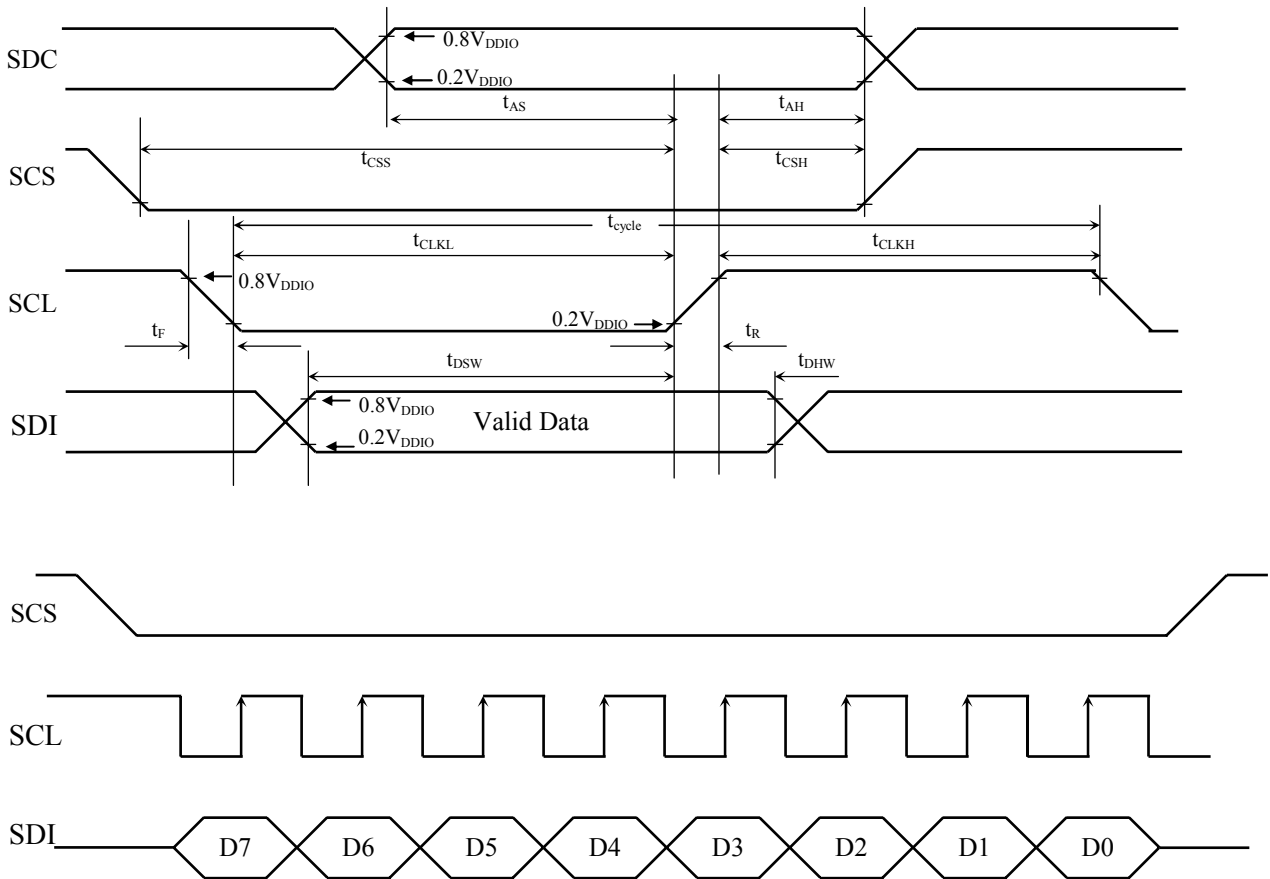 SDC
0.8VDDIO
0.2VDDIO
tAS
tAH
SCS
tCSS
tCSH
tcycle
tCLKL
tCLKH
SCL
0.8VDDIO
0.2VDDIO
tF
tR
tDSW
tDHW
SDI
0.8VDDIO
Valid Data
0.2VDDIO
SCS
SCL
SDI
D7 D6 D5 D4 D3 D2 D1 D0